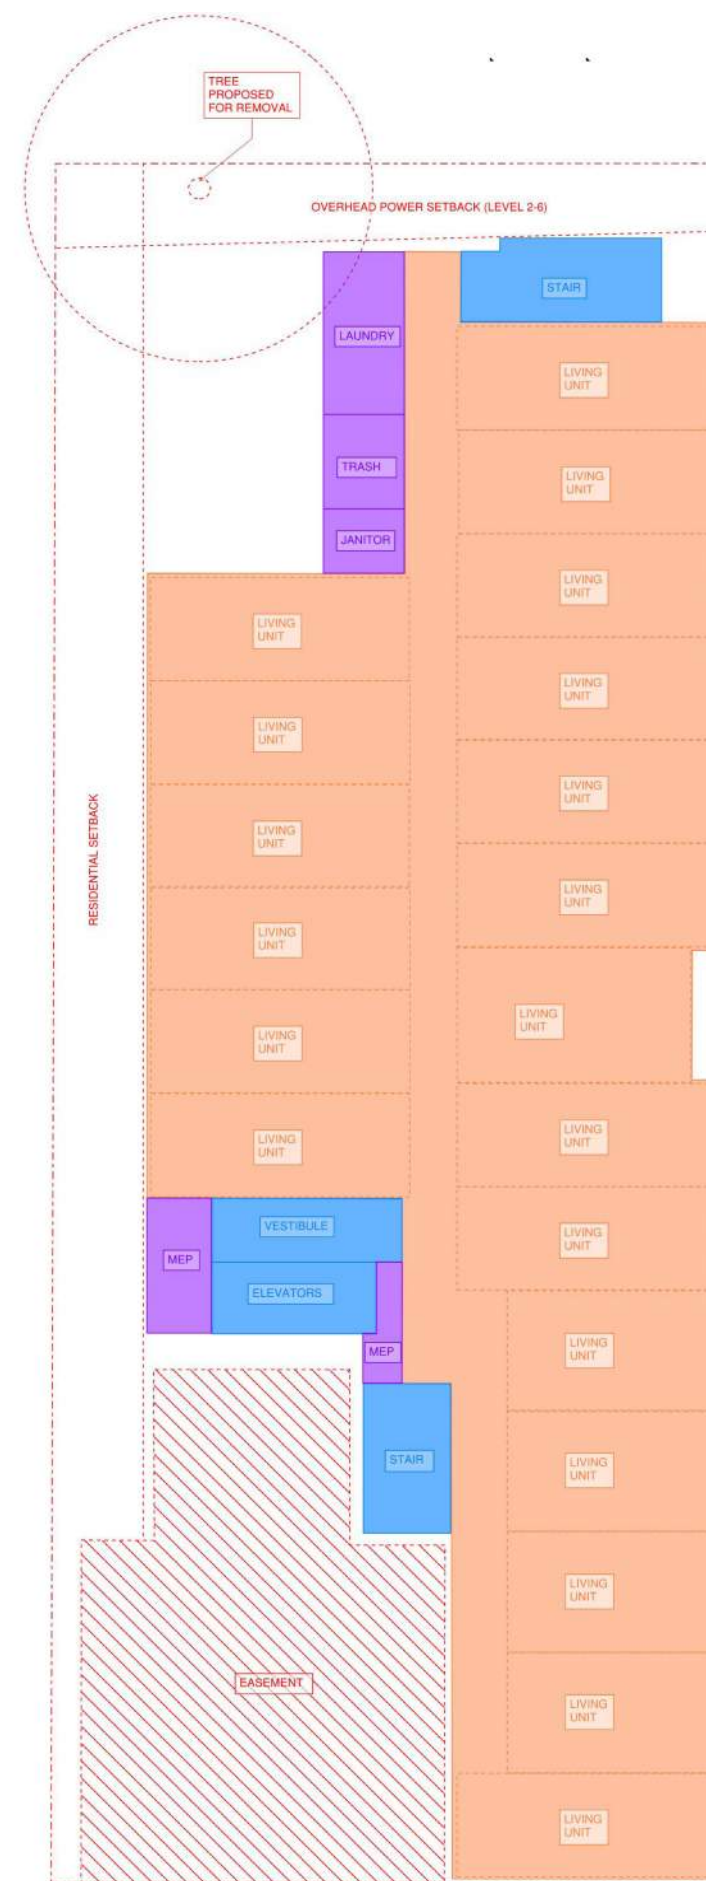 TREE
PROPOSED
FOR REMOVAL
OVERHEAD POWER SETBACK (LEVEL 2-6)
STAIR
LAUNDRY
LIVING
UNIT
TRASH
LIVING
UNIT
JANITOR
LIVING
UNIT
LIVING
UNIT
LIVING
UNIT
LIVING
UNIT
LIVING
UNIT
RESIDENTIAL SETBACK
LIVING
UNIT
LIVING
UNIT
LIVING
UNIT
LIVING
UNIT
LIVING
UNIT
LIVING
UNIT
LIVING
UNIT
LIVING
UNIT
VESTIBULE
LIVING
UNIT
MEP
ELEVATORS
MEP
LIVING
UNIT
STAIR
LIVING
UNIT
LIVING
UNIT
EASEMENT
LIVING
UNIT
LIVING
UNIT